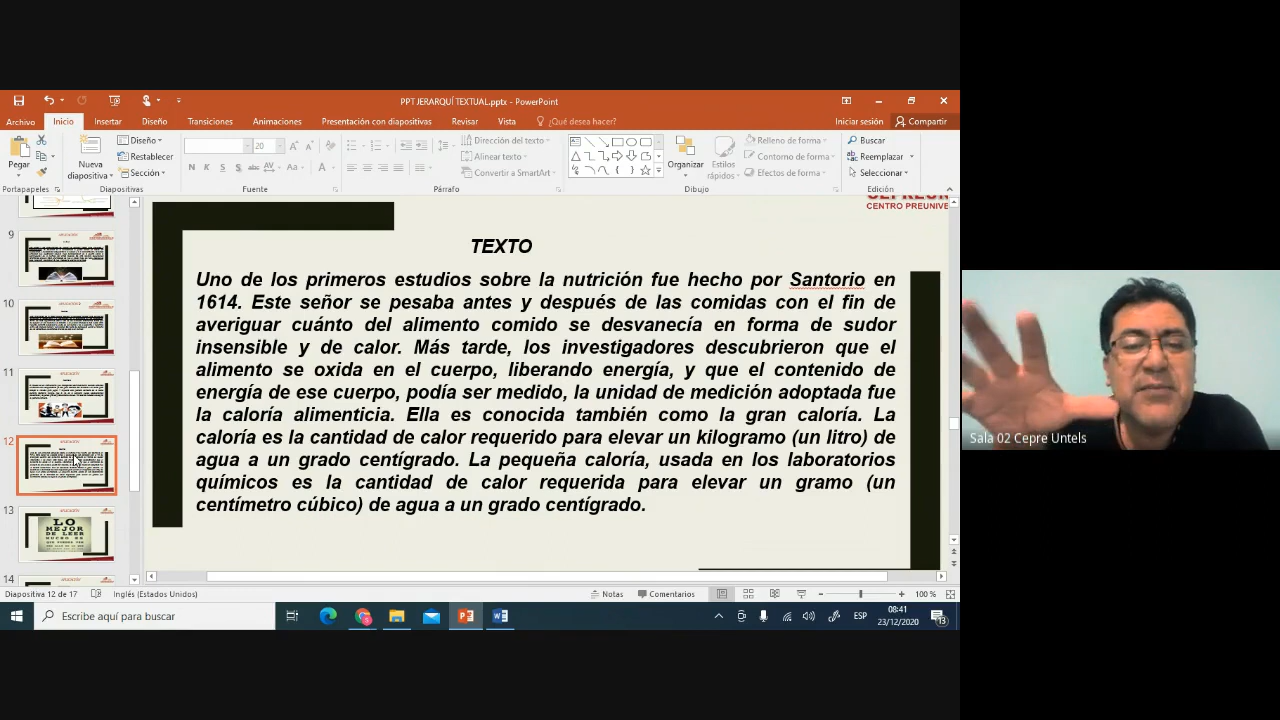 PPT JERARQUÍ TEXTUAL.pptx - PowerPoint
Archivo Inicio Insertar Diseño Transiciones Animaciones Presentación con diapositivas Revisar Vista ¿Qué desea hacer? Iniciar sesión Compartir
Pegar
Portapapeles
Nueva
diapositiva
Diseño
Restablecer
Sección
Diapositivas
20
N K S S abc AV Aa A
Fuente
Dirección del texto
Alinear texto
Convertir a SmartArt
Párrafo
Organizar
Estilos
rápidos
Relleno de forma
Contorno de forma
Efectos de forma
Dibujo
Buscar
Reemplazar
Seleccionar
Edición
9
10
11
12
13
LO
MEJOR
DE LEER
MUCHO ES
14
CENTRO PREUNIVE
TEXTO
Uno de los primeros estudios sobre la nutrición fue hecho por Santorio en
1614. Este señor se pesaba antes y después de las comidas con el fin de
averiguar cuánto del alimento comido se desvanecía en forma de sudor
insensible y de calor. Más tarde, los investigadores descubrieron que el
alimento se oxida en el cuerpo, liberando energía, y que el contenido de
energía de ese cuerpo, podía ser medido, la unidad de medición adoptada fue
la caloría alimenticia. Ella es conocida también como la gran caloría. La
caloría es la cantidad de calor requerido para elevar un kilogramo (un litro) de
agua a un grado centígrado. La pequeña caloría, usada en los laboratorios
químicos es la cantidad de calor requerida para elevar un gramo (un
centímetro cúbico) de agua a un grado centígrado.
Sala 02 Cepre Untels
Diapositiva 12 de 17 Inglés (Estados Unidos) Notas Comentarios 100 %
Escribe aquí para buscar
ESP
08:41
23/12/2020
13